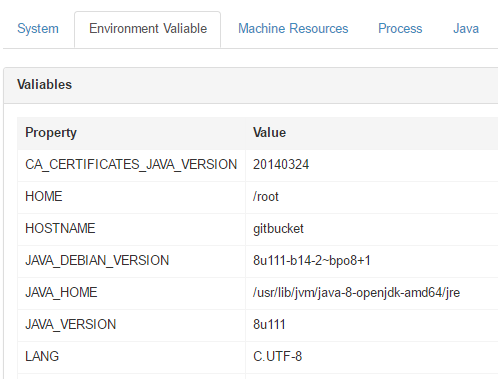 System Environment Valiable Machine Resources Process Java
Valiables
Property Value
CA_CERTIFICATES_JAVA_VERSION 20140324
HOME /root
HOSTNAME gitbucket
JAVA_DEBIAN_VERSION 8u111-b14-2~bpo8+1
JAVA_HOME /usr/lib/jvm/java-8-openjdk-amd64/jre
JAVA_VERSION 8u111
LANG C.UTF-8